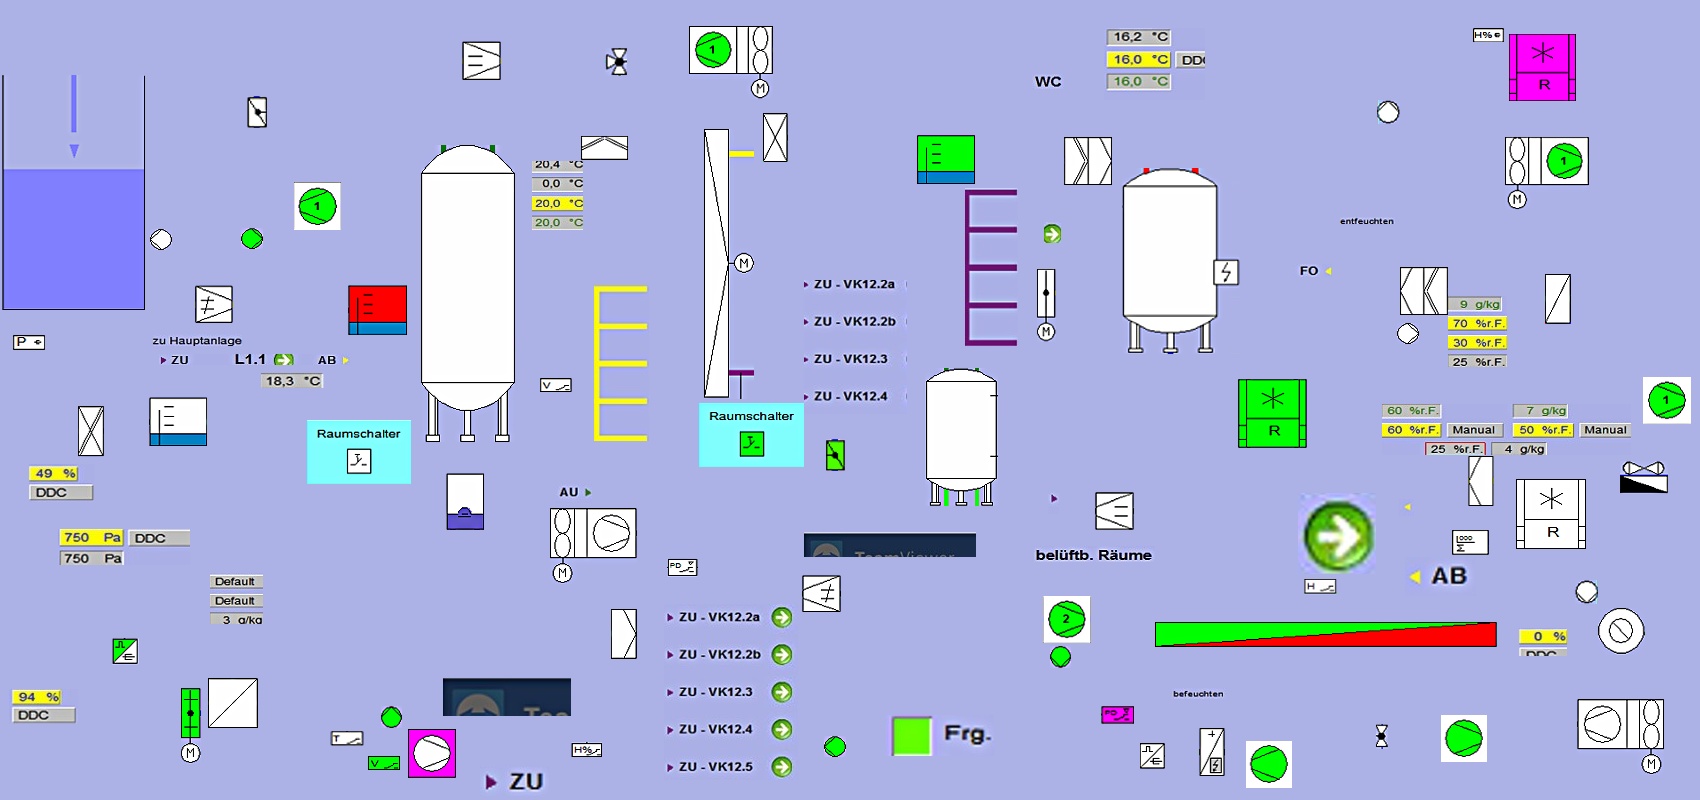 1
M
16,2 °C
16,0 °C
WC
16,0 °C
H%
R
20,4 °C
0,0 °C
20,0 °C
20,0 °C
1
1
M
entfeuchten
M
FO
ZU - VK12.2a
ZU - VK12.2b
ZU - VK12.3
ZU - VK12.4
M
9 g/kg
70 %r.F.
30 %r.F.
25 %r.F.
P
zu Hauptanlage
ZU L1.1 AB
18,3 °C
V
Raumschalter
Raumschalter
R
60 %r.F. 7 g/kg
60 %r.F. Manual 50 %r.F. Manual
25 %r.F. 4 g/kg
1
49 %
DDC
AU
M
R
750 Pa DDC
750 Pa
TeamViewer
belüftb. Räume
PD
AB
H
Default
Default
3 g/kg
ZU - VK12.2a
ZU - VK12.2b
ZU - VK12.3
ZU - VK12.4
ZU - VK12.5
2
0 %
DDC
94 %
DDC
M
T
V
H%
ZU
Frg.
befeuchten
PD
M